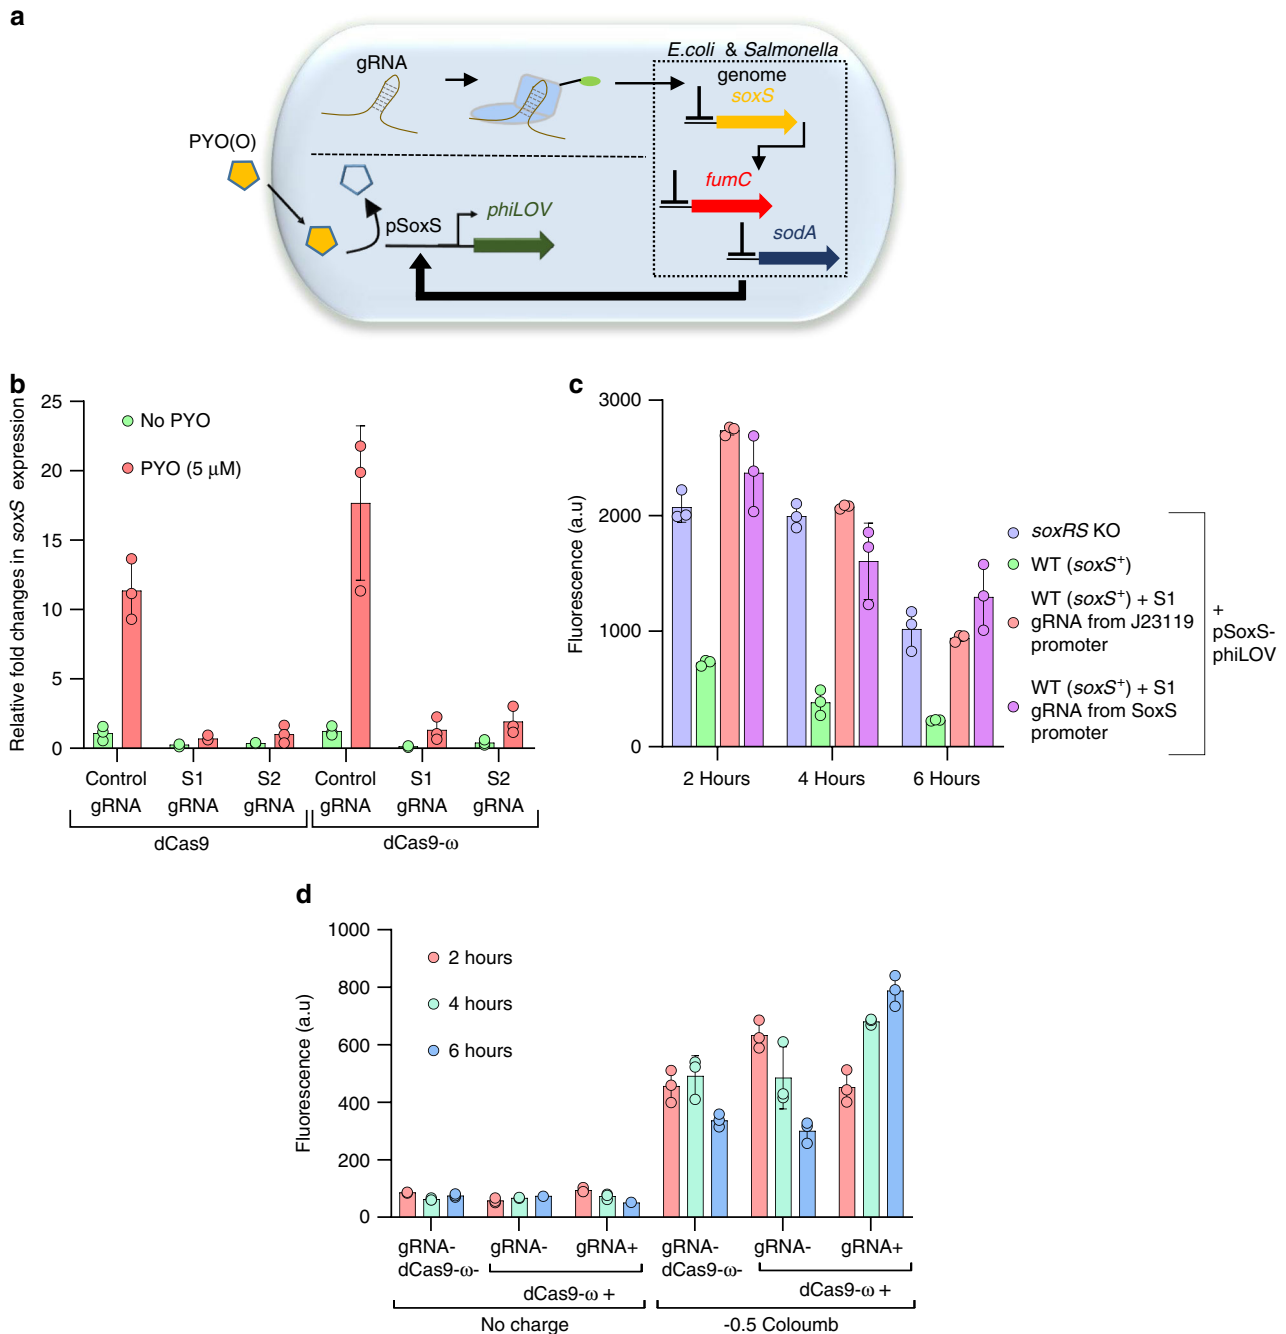 a
E.coli & Salmonella
gRNA
genome
soxS
PYO(O)
fumC
pSoxS
phiLOV
sodA
b
Relative fold changes in soxS expression
25
20
15
10
5
0
No PYO
PYO (5 μM)
Control gRNA
S1 gRNA
S2 gRNA
Control gRNA
S1 gRNA
S2 gRNA
dCas9
dCas9-ω
c
Fluorescence (a.u)
3000
2000
1000
0
2 Hours
4 Hours
6 Hours
soxRS KO
WT (soxS+)
WT (soxS+) + S1
gRNA from J23119
promoter
WT (soxS+) + S1
gRNA from SoxS
promoter
+
pSoxS-
phiLOV
d
Fluorescence (a.u)
1000
800
600
400
200
0
2 hours
4 hours
6 hours
gRNA-
dCas9-ω-
gRNA-
gRNA+
dCas9-ω +
gRNA-
dCas9-ω-
gRNA-
gRNA+
dCas9-ω +
No charge
-0.5 Coloumb